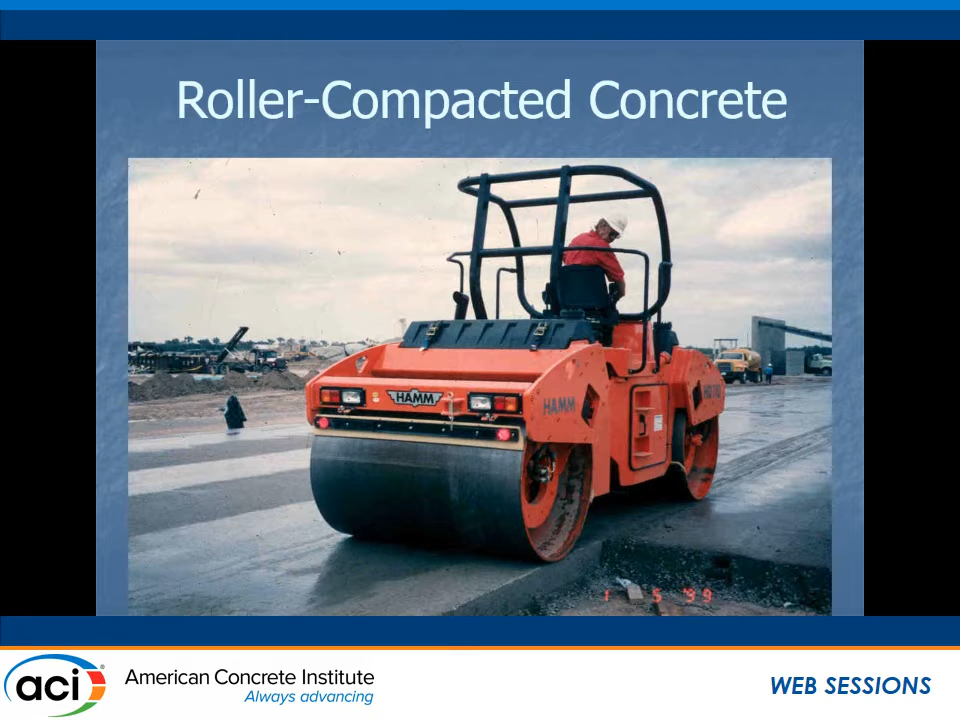 Roller-Compacted Concrete
HAMM
HAMM
1 5 '99
aci®
American Concrete Institute
Always advancing
WEB SESSIONS